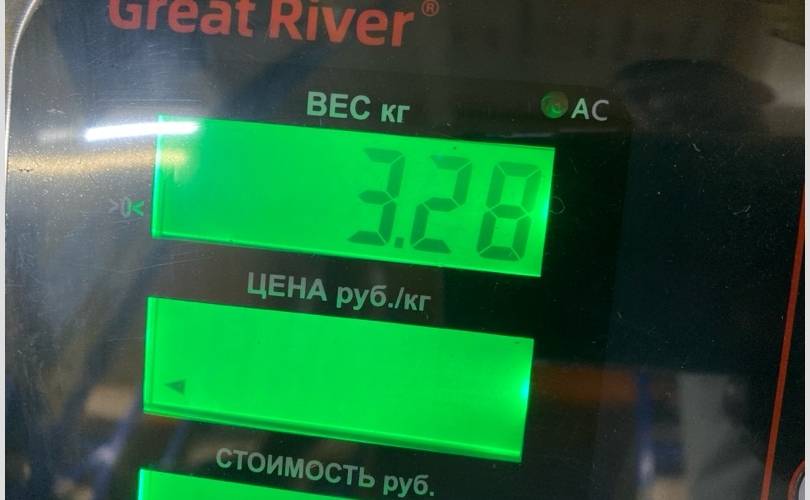 Great River®
ВЕС кг
AC
3.28
>0<
ЦЕНА руб./кг
СТОИМОСТЬ руб.